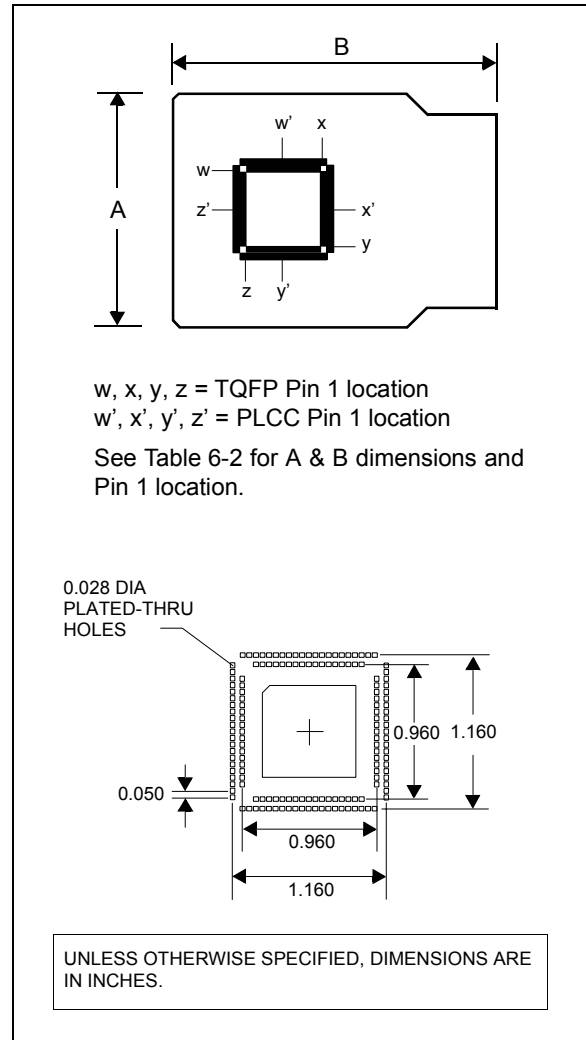 B
w’ x
w
A
z’
x’
y
z y’
w, x, y, z = TQFP Pin 1 location
w’, x’, y’, z’ = PLCC Pin 1 location
See Table 6-2 for A & B dimensions and
Pin 1 location.
0.028 DIA
PLATED-THRU
HOLES
0.960 1.160
0.050
0.960
1.160
UNLESS OTHERWISE SPECIFIED, DIMENSIONS ARE
IN INCHES.